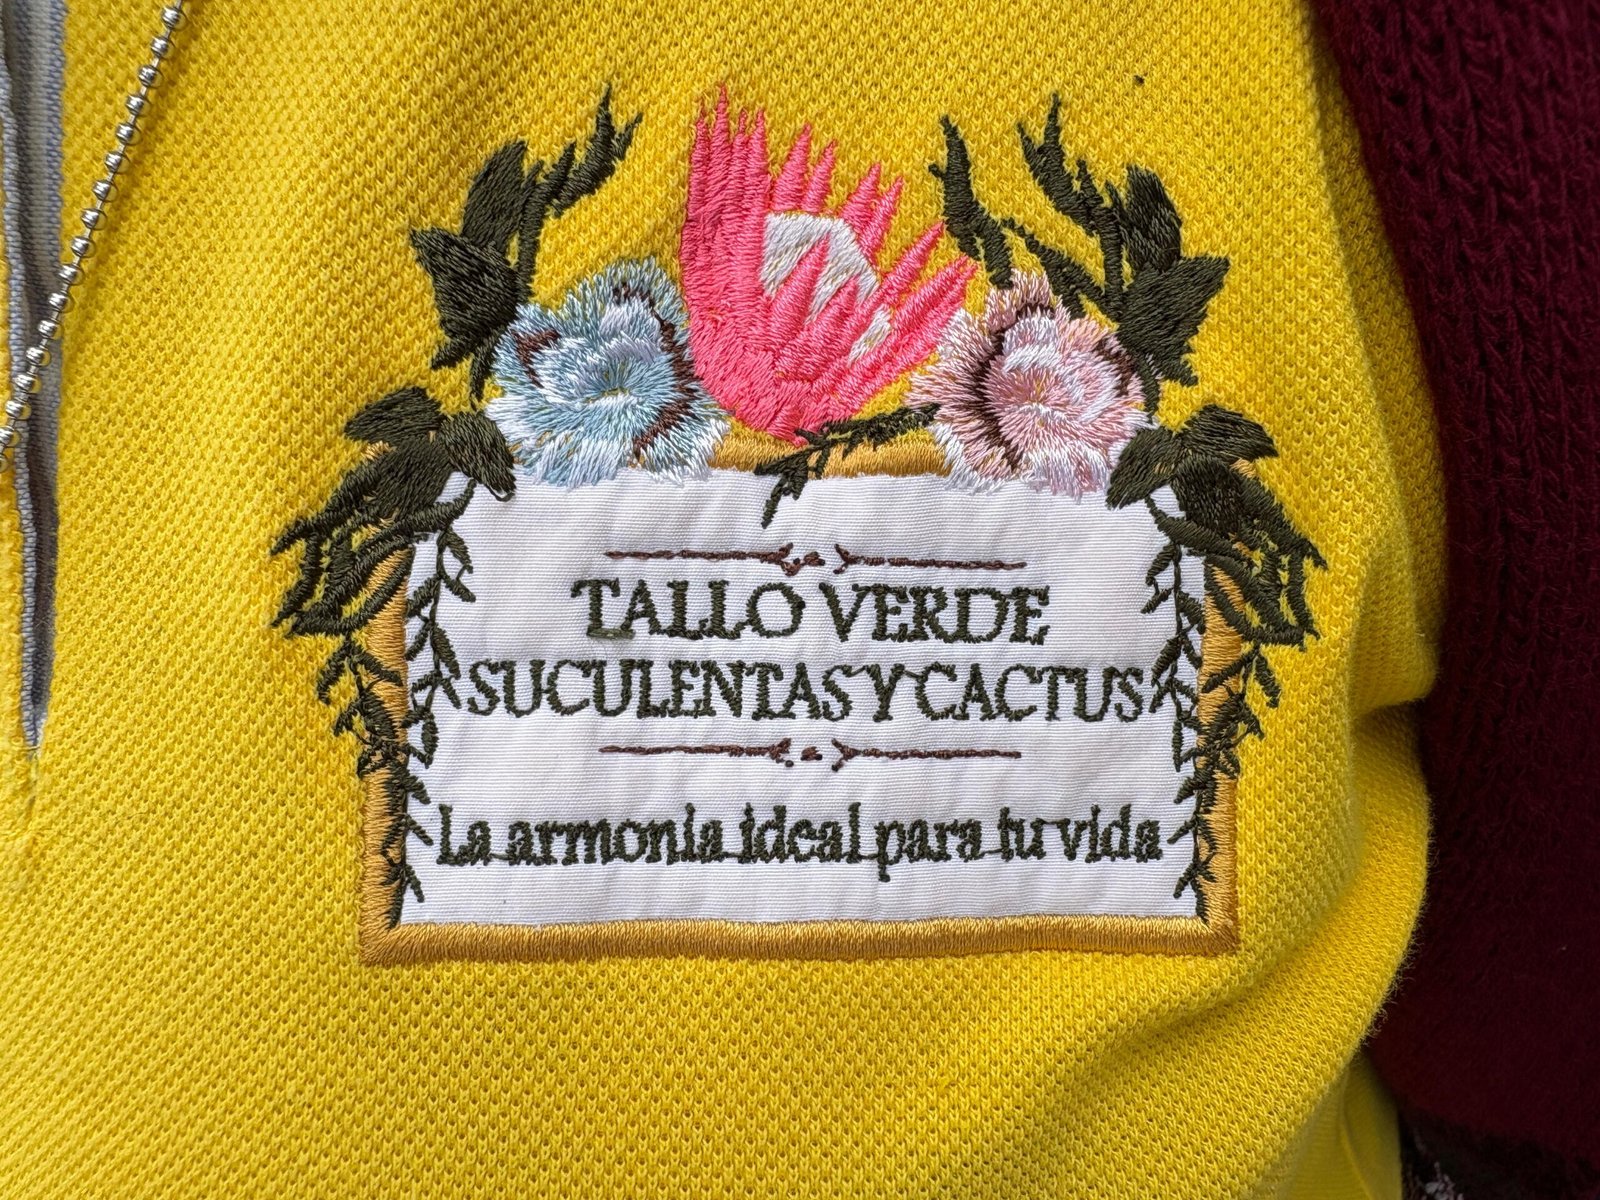 TALLO VERDE
SUCULENTAS Y CACTUS
La armonia ideal para tu vida